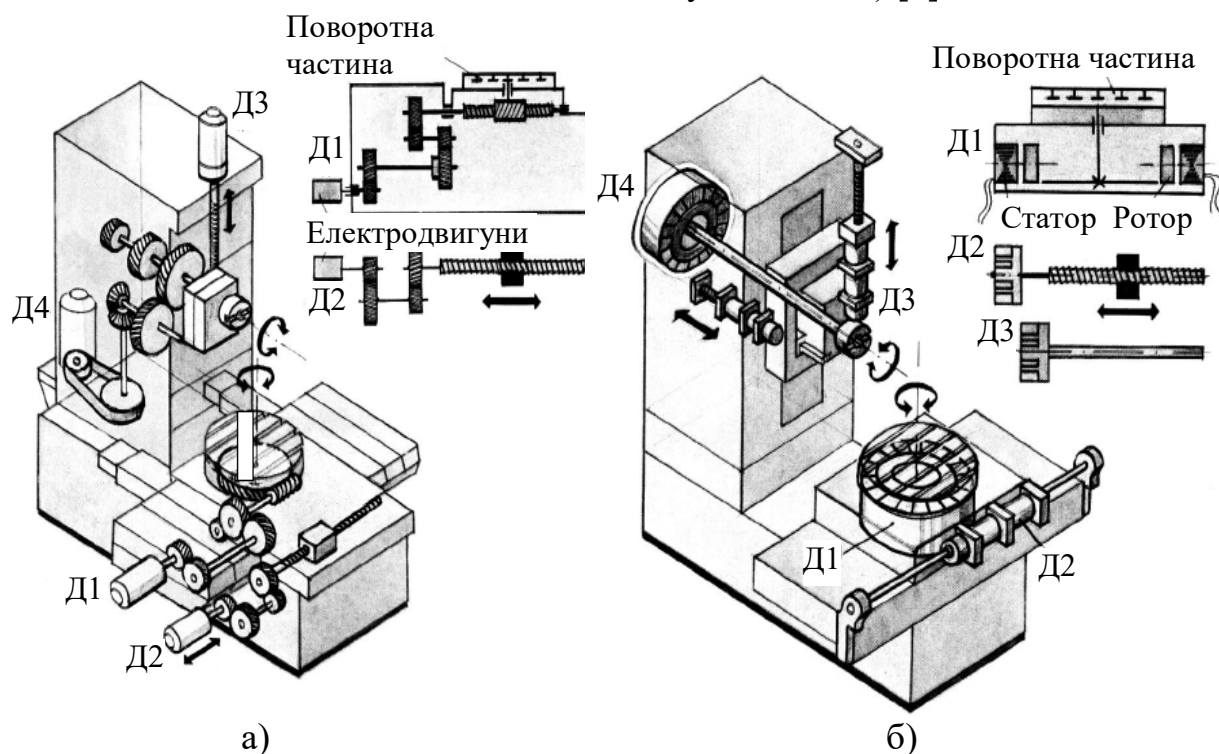 Поворотна
частина
Д3
Д1
Електродвигуни
Д2
Д4
Д1
Д2
а)
Поворотна частина
Д1
Статор Ротор
Д4
Д2
Д3
Д3
Д1
Д2
б)